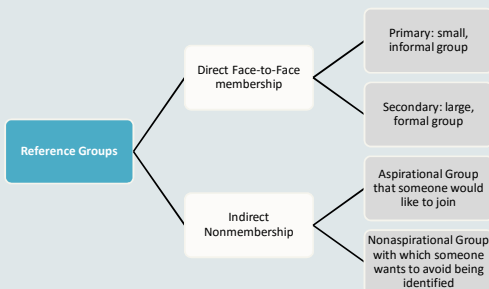 Reference Groups
Direct Face-to-Face
membership
Primary: small,
informal group
Secondary: large,
formal group
Indirect
Nonmembership
Aspirational Group
that someone would
like to join
Nonaspirational Group
with which someone
wants to avoid being
identified